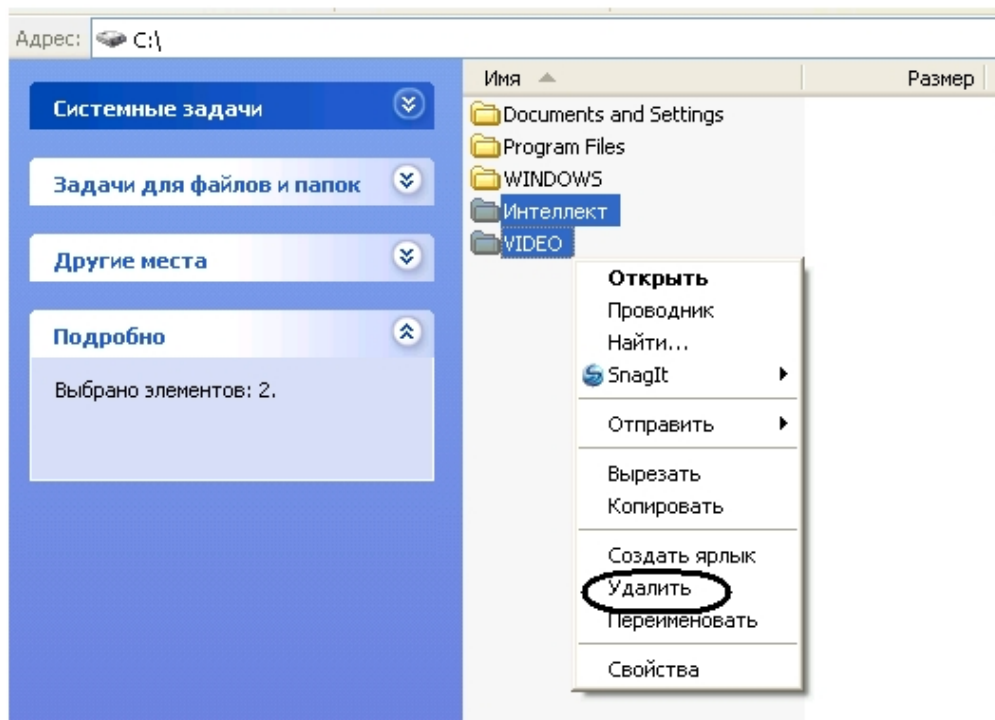 Адрес: C:\
Системные задачи
Задачи для файлов и папок
Другие места
Подробно
Выбрано элементов: 2.
Имя Размер
Documents and Settings
Program Files
WINDOWS
Интеллект
VIDEO
Открыть
Проводник
Найти...
SnagIt
Отправить
Вырезать
Копировать
Создать ярлык
Удалить
Переименовать
Свойства